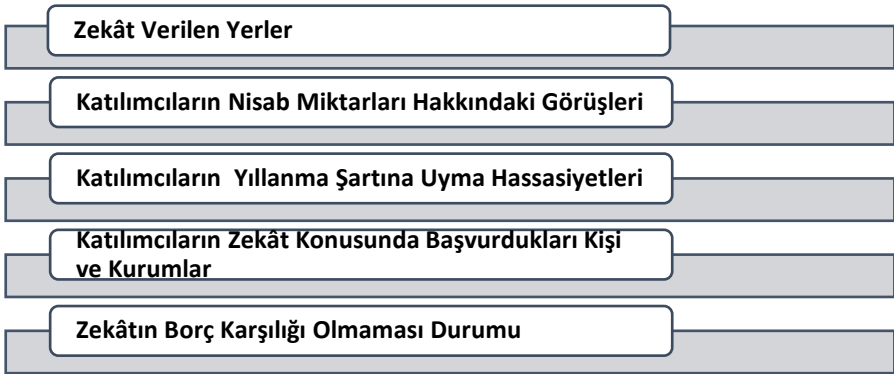 Zekât Verilen Yerler
Katılımcıların Nisab Miktarları Hakkındaki Görüşleri
Katılımcıların Yıllanma Şartına Uyma Hassasiyetleri
Katılımcıların Zekât Konusunda Başvurdukları Kişi
ve Kurumlar
Zekâtın Borç Karşılığı Olmaması Durumu